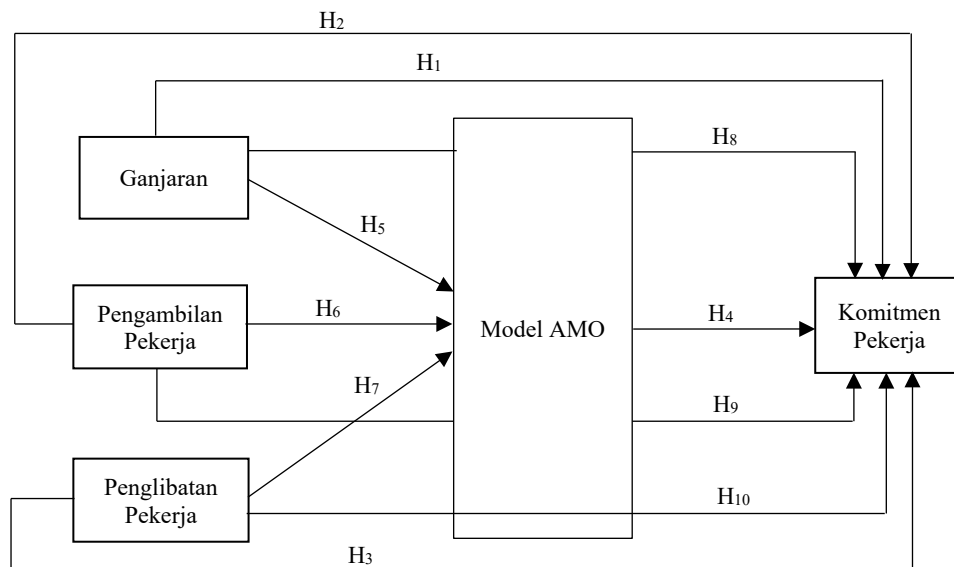 H2
H1
H8
Ganjaran
H5
Pengambilan
Pekerja
H6
Model AMO
H4
Komitmen
Pekerja
H7
H9
Penglibatan
Pekerja
H10
H3